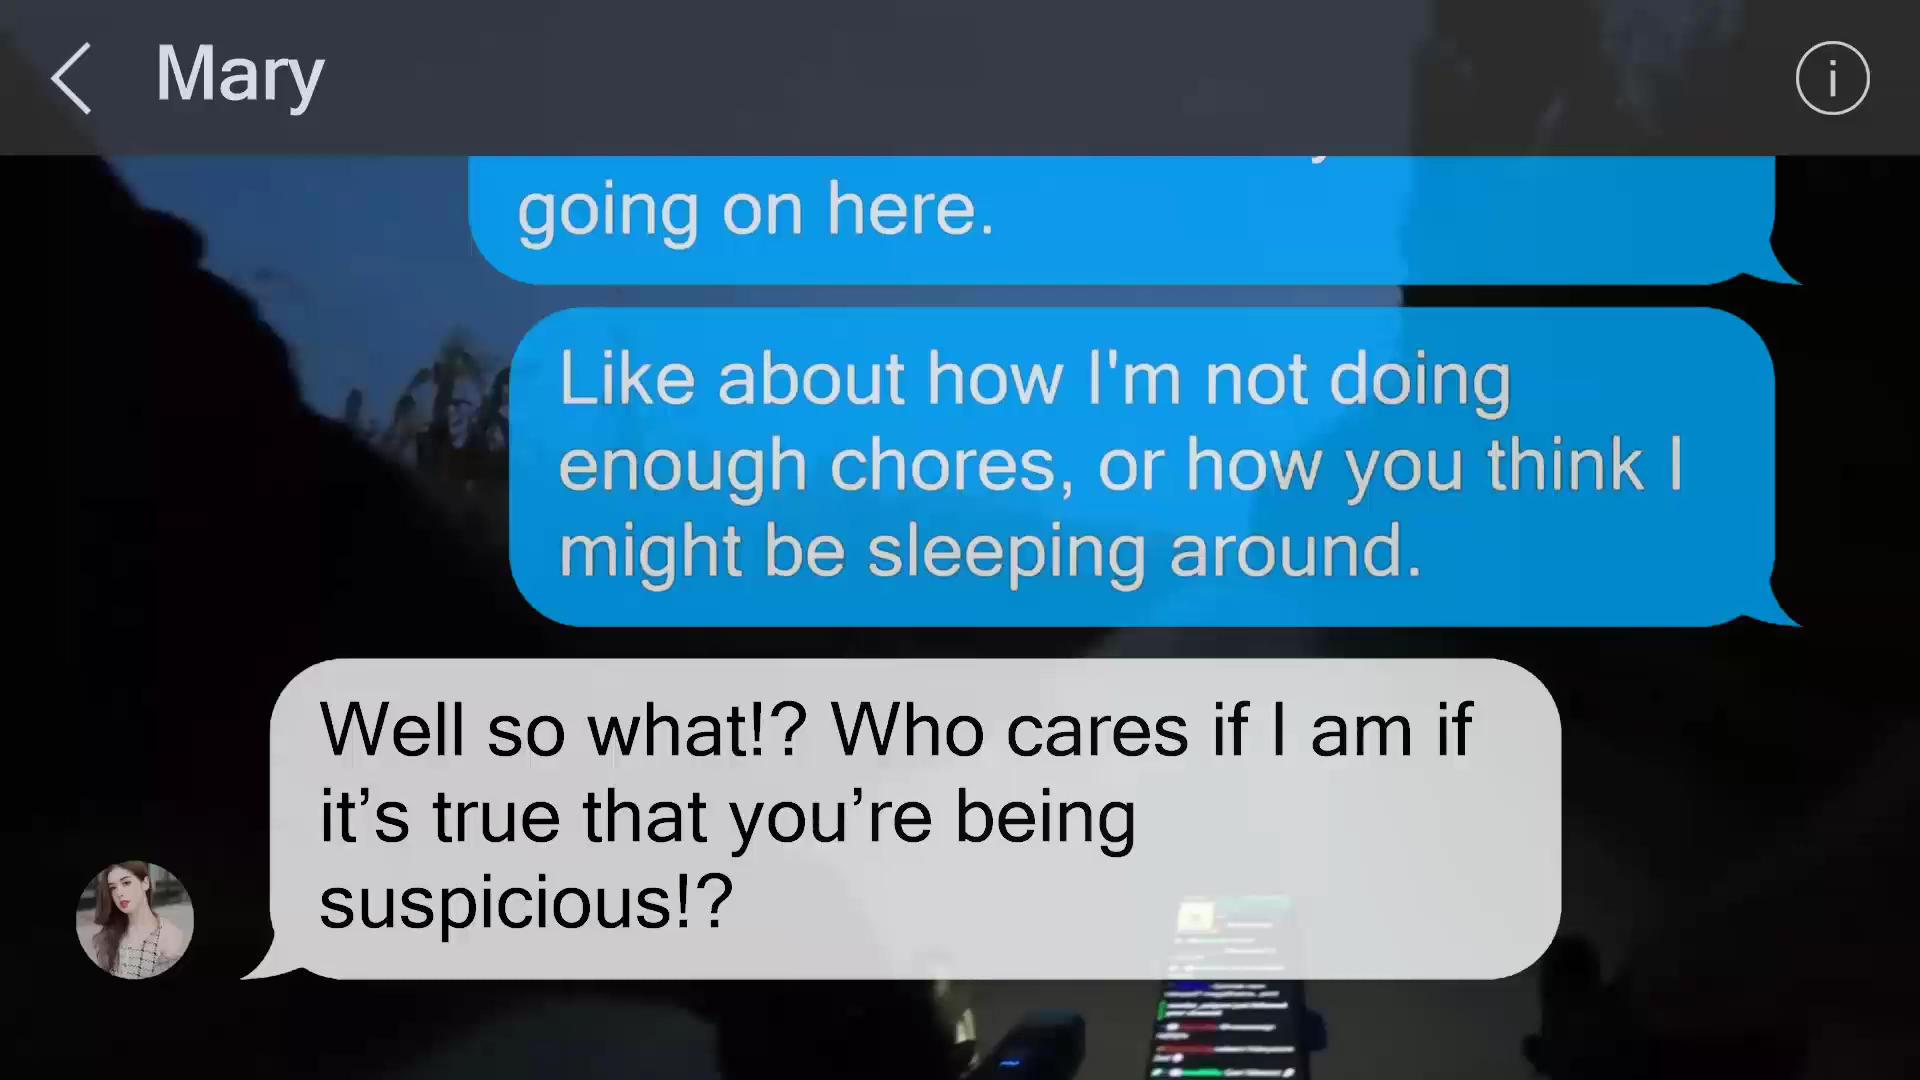 Mary
going on here.
Like about how I'm not doing
enough chores, or how you think I
might be sleeping around.
Well so what!? Who cares if I am if
it’s true that you’re being
suspicious!?